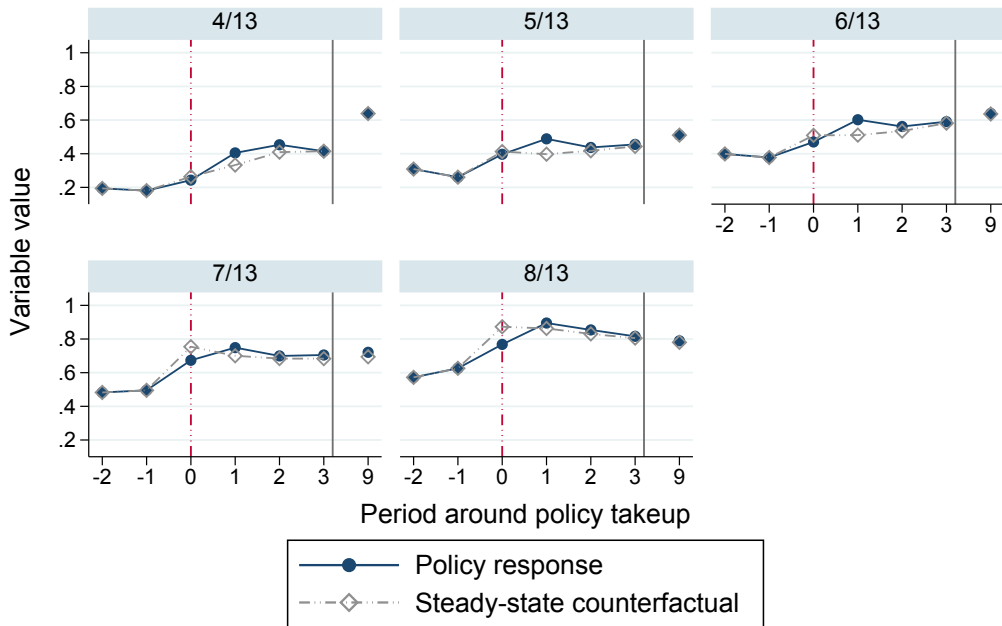 4/13 5/13 6/13
1
.8
.6
.4
.2
-2 -1 0 1 2 3 9
7/13 8/13
1
.8
.6
.4
.2
-2 -1 0 1 2 3 9 -2 -1 0 1 2 3 9
Variable value
Period around policy takeup
Policy response
Steady-state counterfactual